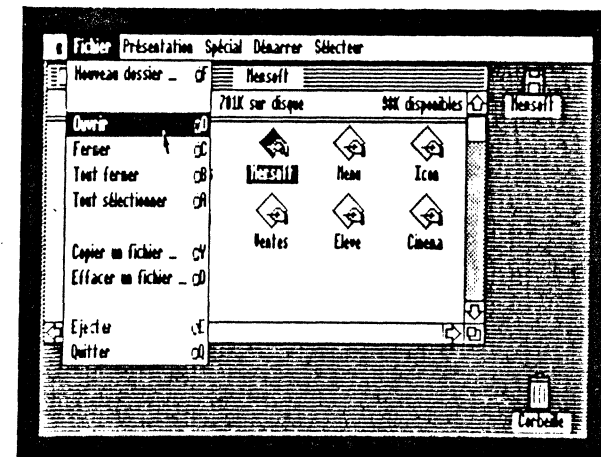 Fichier Présentation Spécial Démarrer Sélecteur
Nouveau dossier ... F
Mensoft
701K sur disque 90K disponibles
Mensoft
Ouvrir O
Fermer C
Tout fermer B
Tout sélectionner A
Copier un fichier ... Y
Effacer un fichier ... D
Ejecter E
Quitter Q
Mensoft Menu Icon
Ventes Eleve Cinema
Corbeille